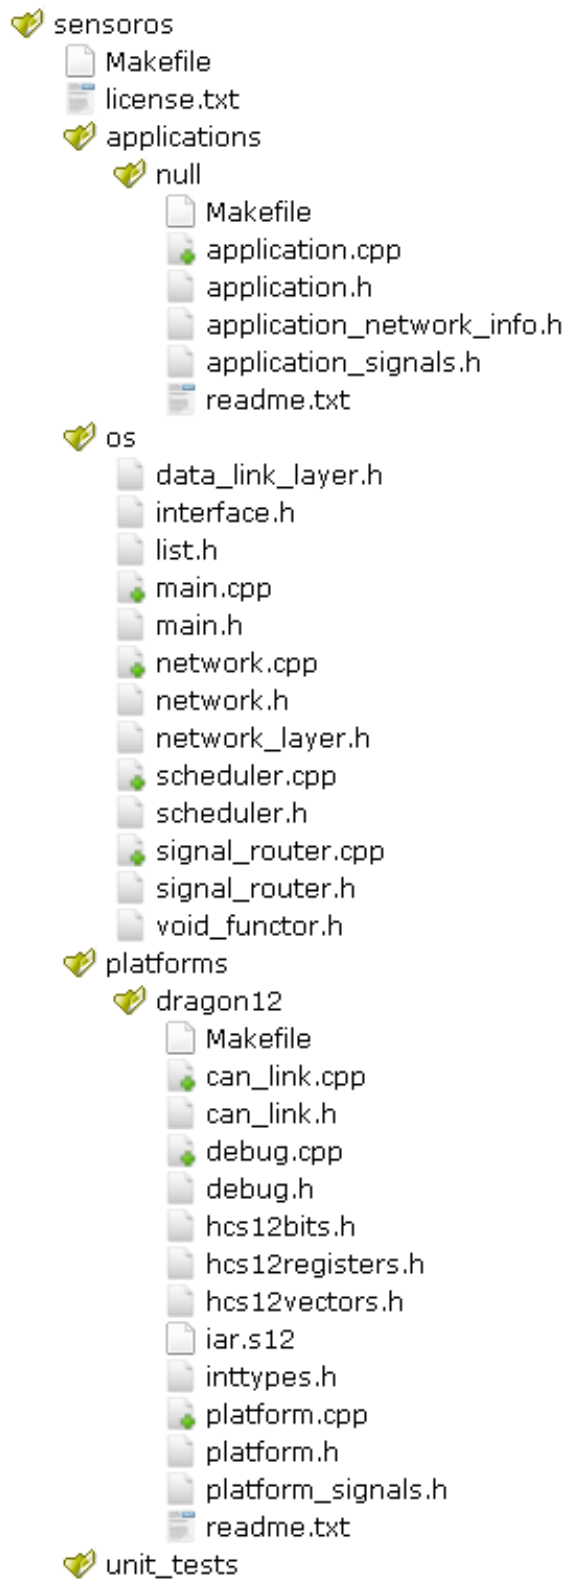 sensoros
Makefile
license.txt
applications
null
Makefile
application.cpp
application.h
application_network_info.h
application_signals.h
readme.txt
os
data_link_layer.h
interface.h
list.h
main.cpp
main.h
network.cpp
network.h
network_layer.h
scheduler.cpp
scheduler.h
signal_router.cpp
signal_router.h
void_functor.h
platforms
dragon12
Makefile
can_link.cpp
can_link.h
debug.cpp
debug.h
hcs12bits.h
hcs12registers.h
hcs12vectors.h
iar.s12
inttypes.h
platform.cpp
platform.h
platform_signals.h
readme.txt
unit_tests